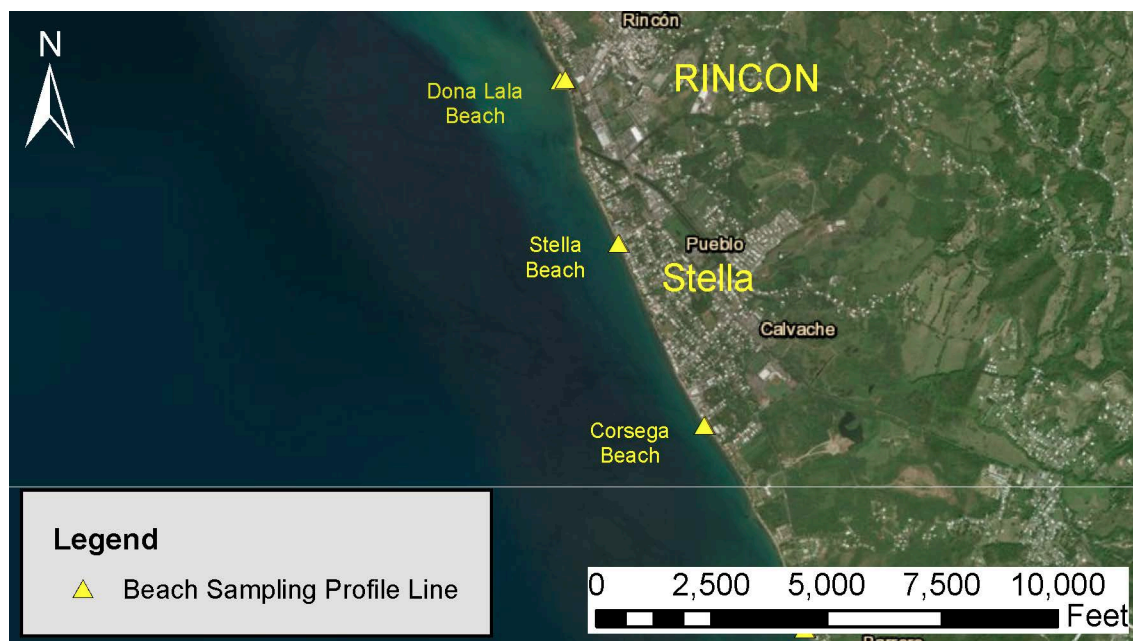 Rincón
N
RINCON
Dona Lala
Beach
Stella
Beach
Pueblo
Stella
Calvache
Corsega
Beach
Legend
Beach Sampling Profile Line
0 2,500 5,000 7,500 10,000
Feet